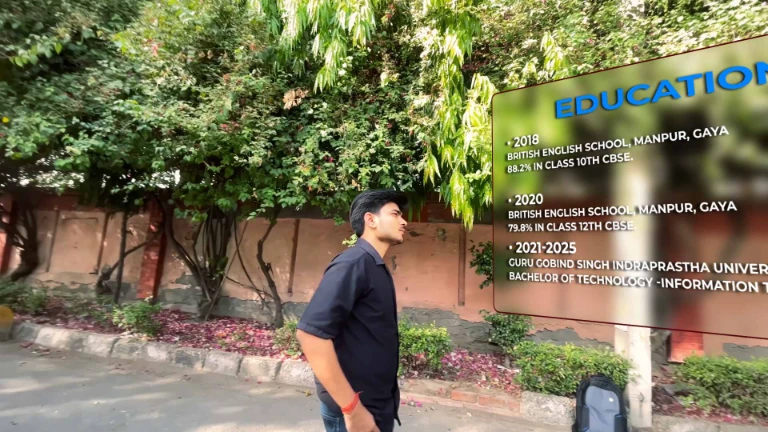 EDUCATION
• 2018
BRITISH ENGLISH SCHOOL, MANPUR, GAYA
88.2% IN CLASS 10TH CBSE.
• 2020
BRITISH ENGLISH SCHOOL, MANPUR, GAYA
79.8% IN CLASS 12TH CBSE
• 2021-2025
GURU GOBIND SINGH INDRAPRASTHA UNIVER
BACHELOR OF TECHNOLOGY -INFORMATION T